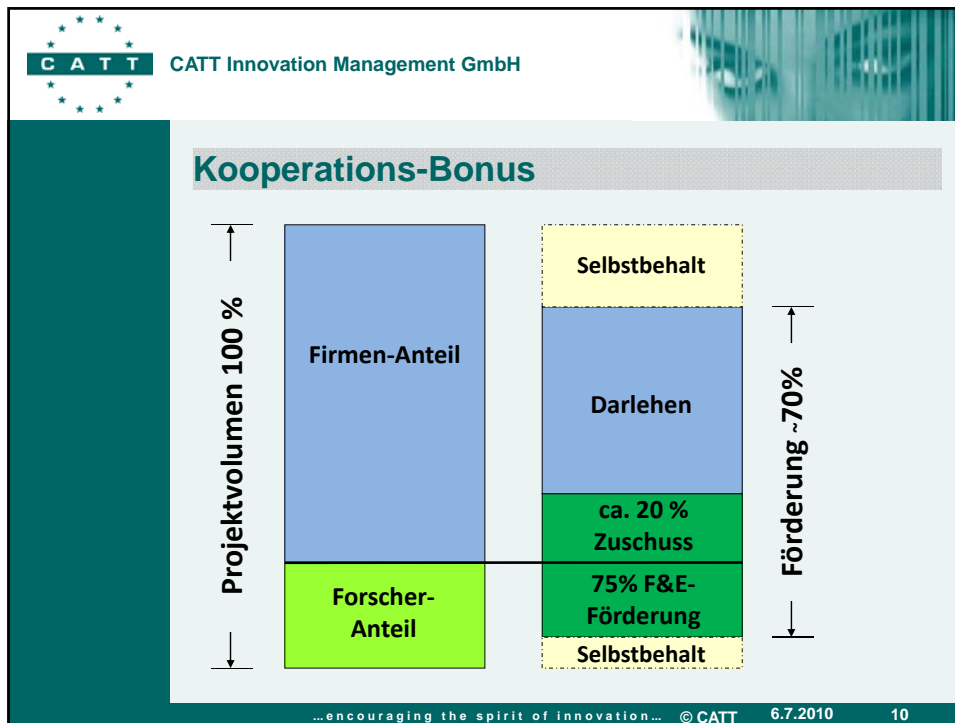 CATT
CATT Innovation Management GmbH
Kooperations-Bonus
Projektvolumen 100 %
Firmen-Anteil
Forscher-
Anteil
Selbstbehalt
Darlehen
ca. 20 %
Zuschuss
75% F&E-
Förderung
Selbstbehalt
Förderung ~70%
...encouraging the spirit of innovation... © CATT 6.7.2010 10